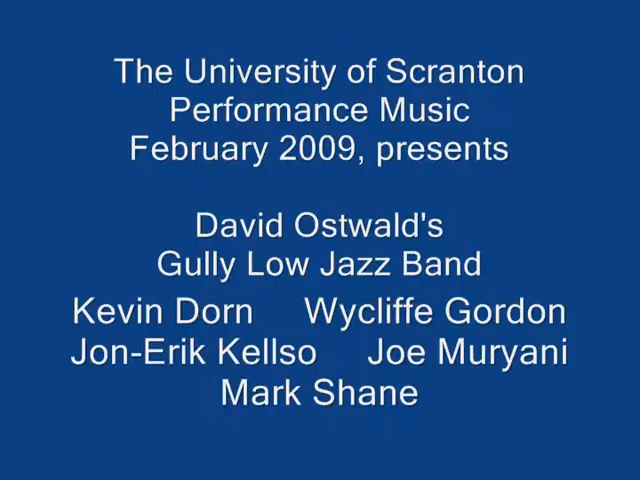 The University of Scranton
Performance Music
February 2009, presents
David Ostwald's
Gully Low Jazz Band
Kevin Dorn Wycliffe Gordon
Jon-Erik Kellso Joe Muryani
Mark Shane